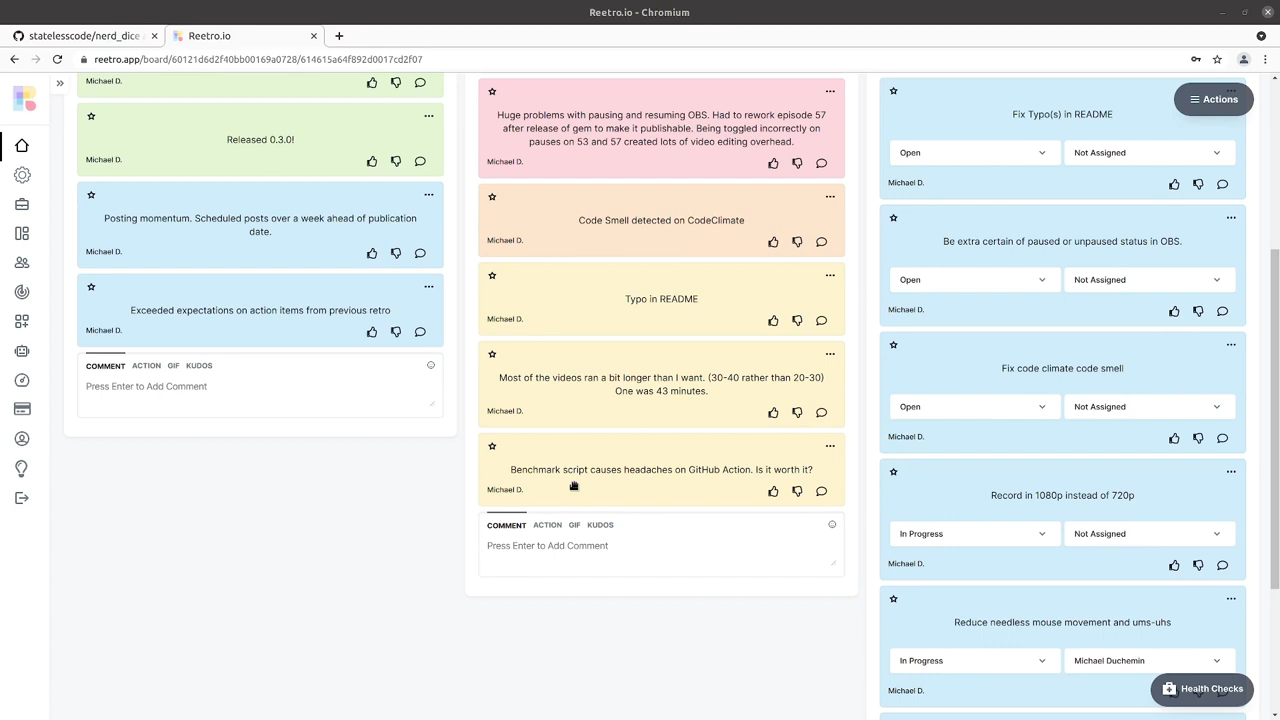 Reetro.io - Chromium
statelesscode/nerd_dice
Reetro.io
reetro.app/board/60121d6d2f40bb00169a0728/614615a64f892d0017cd2f07
Michael D.
Released 0.3.0!
Michael D.
Posting momentum. Scheduled posts over a week ahead of publication
date.
Michael D.
Exceeded expectations on action items from previous retro
Michael D.
COMMENT ACTION GIF KUDOS
Press Enter to Add Comment
Huge problems with pausing and resuming OBS. Had to rework episode 57
after release of gem to make it publishable. Being toggled incorrectly on
pauses on 53 and 57 created lots of video editing overhead.
Michael D.
Code Smell detected on CodeClimate
Michael D.
Typo in README
Michael D.
Most of the videos ran a bit longer than I want. (30-40 rather than 20-30)
One was 43 minutes.
Michael D.
Benchmark script causes headaches on GitHub Action. Is it worth it?
Michael D.
COMMENT ACTION GIF KUDOS
Press Enter to Add Comment
Actions
Fix Typo(s) in README
Open Not Assigned
Michael D.
Be extra certain of paused or unpaused status in OBS.
Open Not Assigned
Michael D.
Fix code climate code smell
Open Not Assigned
Michael D.
Record in 1080p instead of 720p
In Progress Not Assigned
Michael D.
Reduce needless mouse movement and ums-uhs
In Progress Michael Duchemin
Michael D.
Health Checks